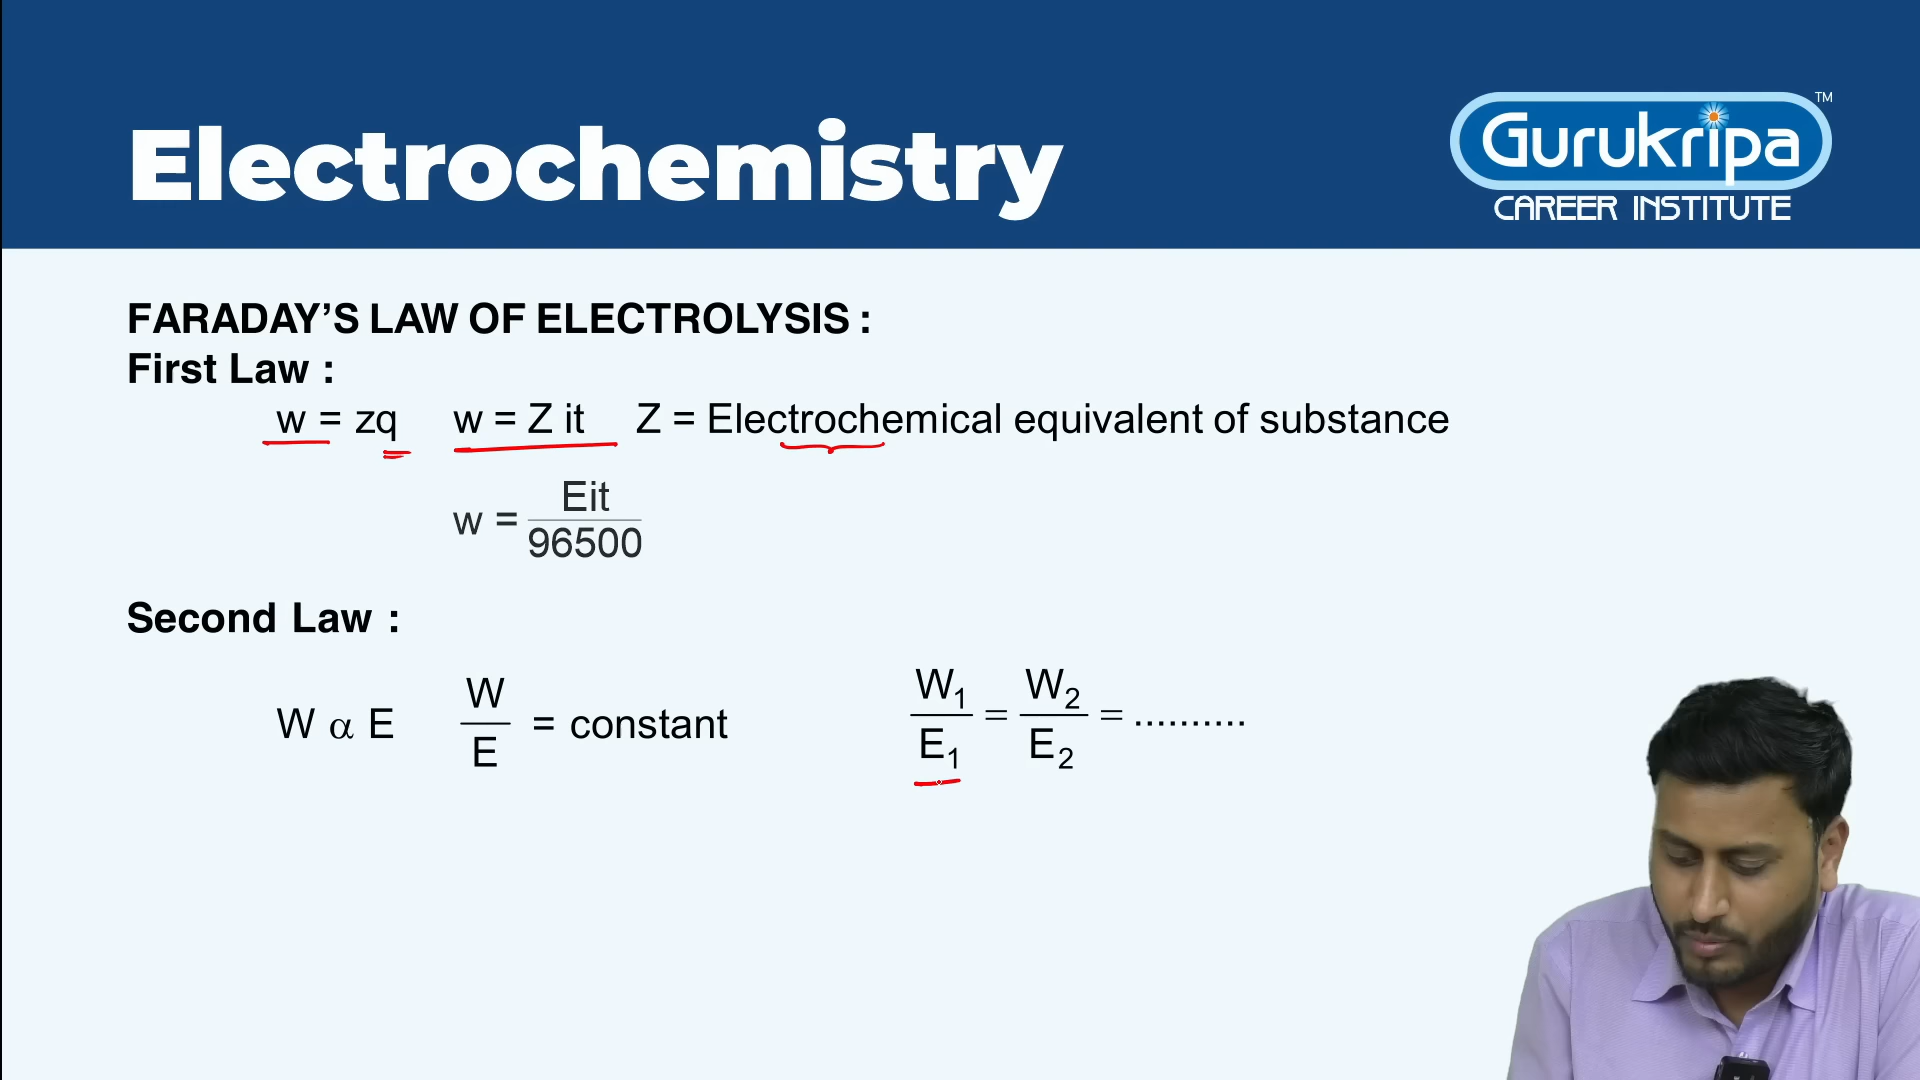 Electrochemistry
Gurukripa TM
CAREER INSTITUTE
FARADAY’S LAW OF ELECTROLYSIS :
First Law :
w = zq w = Z it Z = Electrochemical equivalent of substance
w = Eit / 96500
Second Law :
W α E W / E = constant W₁ / E₁ = W₂ / E₂ = ..........